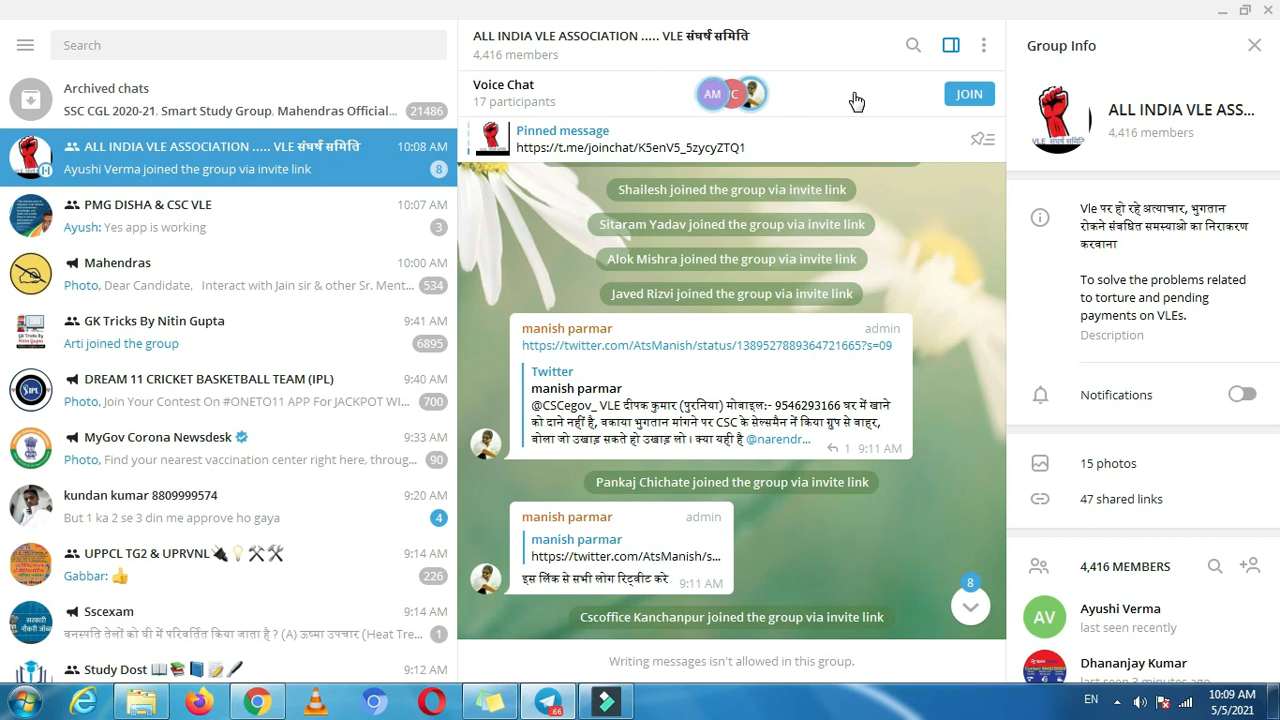 Search
Archived chats
SSC CGL 2020-21, Smart Study Group, Mahendras Official... 21486
ALL INDIA VLE ASSOCIATION ..... VLE संघर्ष समिति 10:08 AM
Ayushi Verma joined the group via invite link 8
PMG DISHA & CSC VLE 10:07 AM
Ayush: Yes app is working 3
Mahendras 10:00 AM
Photo, Dear Candidate, Interact with Jain sir & other Sr. Ment... 534
GK Tricks By Nitin Gupta 9:41 AM
Arti joined the group 6895
DREAM 11 CRICKET BASKETBALL TEAM (IPL) 9:40 AM
Photo, Join Your Contest On #ONETO11 APP For JACKPOT WI... 700
MyGov Corona Newsdesk 9:33 AM
Photo, Find your nearest vaccination center right here, throug... 90
kundan kumar 8809999574 9:20 AM
But 1 ka 2 se 3 din me approve ho gaya 4
UPPCL TG2 & UPRVNL🔌💡⚒️⚒️ 9:14 AM
Gabbar: 👍 226
Sscexam 9:14 AM
वनस्पति तेलों को घी में परिवर्तित किया जाता है ? (A) ऊष्मा उपचार (Heat Tre... 1
Study Dost 📖📚📘📝🖊 9:12 AM
ALL INDIA VLE ASSOCIATION ..... VLE संघर्ष समिति
4,416 members
Voice Chat
17 participants
AM
C
JOIN
Pinned message
https://t.me/joinchat/K5enV5_5zycyZTQ1
Shailesh joined the group via invite link
Sitaram Yadav joined the group via invite link
Alok Mishra joined the group via invite link
Javed Rizvi joined the group via invite link
manish parmar admin
https://twitter.com/AtsManish/status/1389527889364721665?s=09
Twitter
manish parmar
@CSCegov_ VLE दीपक कुमार (पुरनिया) मोबाइल:- 9546293166 घर में खाने
को दाने नहीं है, बकाया भुगतान मांगने पर CSC के सेल्समैन नें किया ग्रुप से बाहर,
बोला जो उखाड़ सकते हो उखाड़ लो। क्या यही है @narendr...
1 9:11 AM
Pankaj Chichate joined the group via invite link
manish parmar admin
manish parmar
https://twitter.com/AtsManish/s...
इस लिंक से सभी लोग रिट्वीट करे 9:11 AM
8
Cscoffice Kanchanpur joined the group via invite link
Writing messages isn't allowed in this group.
Group Info
ALL INDIA VLE ASS...
4,416 members
Vle पर हो रहे अत्याचार, भुगतान
रोकने संबधित समस्याओ का निराकरण
करवाना
To solve the problems related
to torture and pending
payments on VLEs.
Description
Notifications
15 photos
47 shared links
4,416 MEMBERS
AV
Ayushi Verma
last seen recently
Dhananjay Kumar
last seen 3 minutes ago
66
EN
10:09 AM
5/5/2021